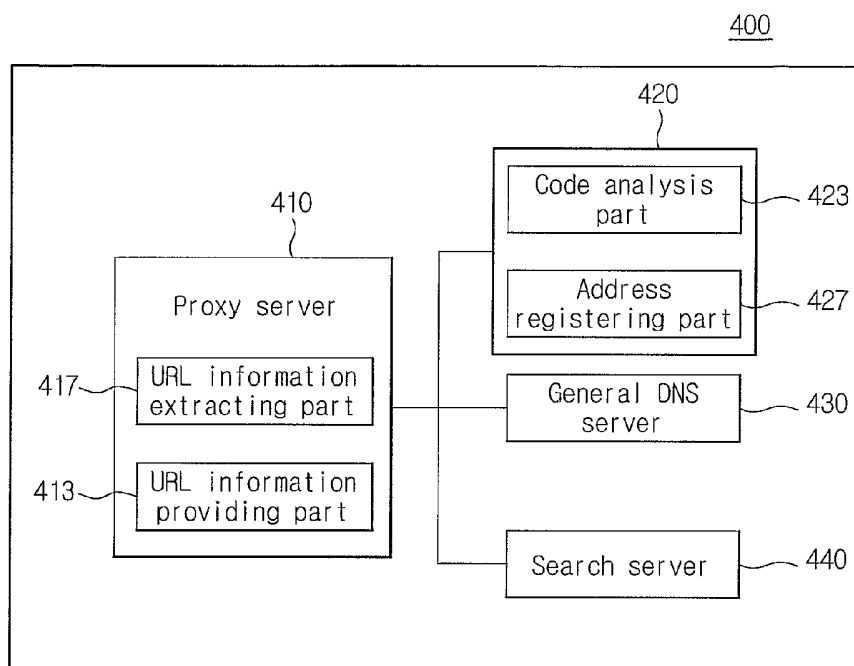 400
420
Code analysis
part
423
410
Proxy server
Address
registering part
427
417
URL information
extracting part
General DNS
server
430
413
URL information
providing part
Search server
440